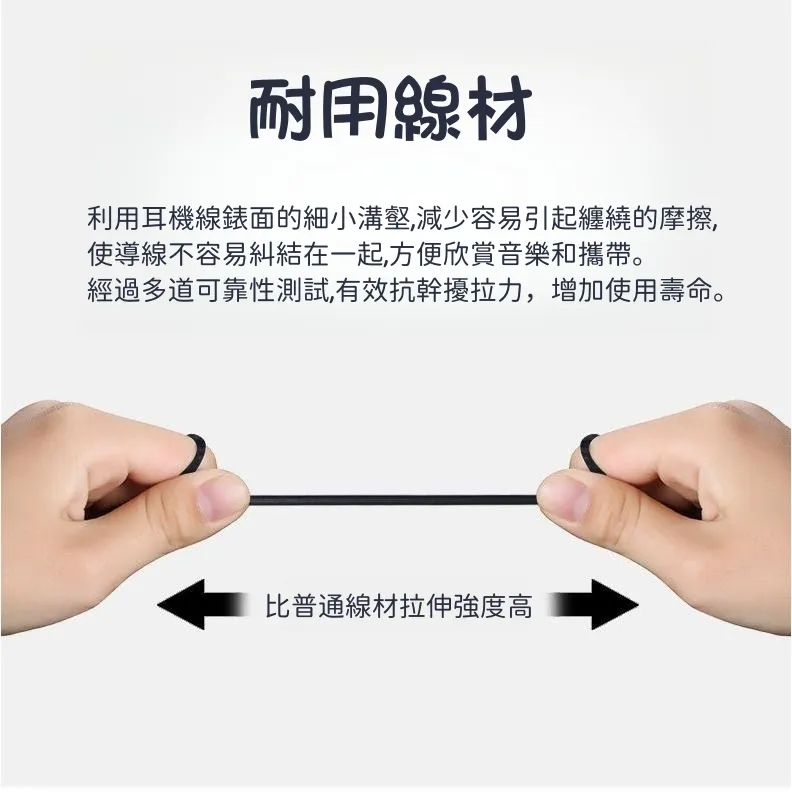 耐用線材
利用耳機線錶面的細小溝壑,減少容易引起纏繞的摩擦,
使導線不容易糾結在一起,方便欣賞音樂和攜帶。
經過多道可靠性測試,有效抗幹擾拉力，增加使用壽命。
比普通線材拉伸強度高